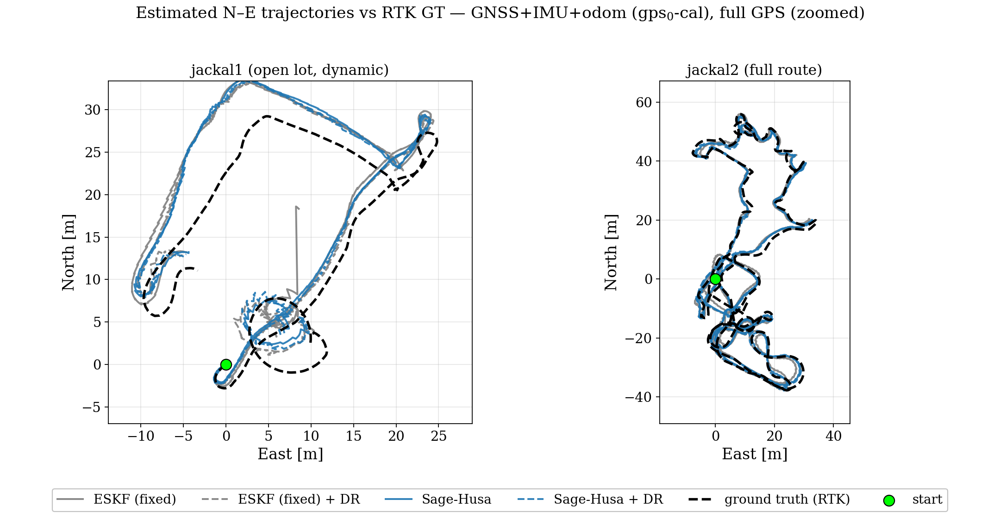 Estimated N–E trajectories vs RTK GT — GNSS+IMU+odom (gps₀-cal), full GPS (zoomed)
jackal1 (open lot, dynamic)
North [m]
30
25
20
15
10
5
0
−5
−10
−5
0
5
10
15
20
25
East [m]
jackal2 (full route)
North [m]
60
40
20
0
−20
−40
0
20
40
East [m]
ESKF (fixed)
ESKF (fixed) + DR
Sage-Husa
Sage-Husa + DR
ground truth (RTK)
start